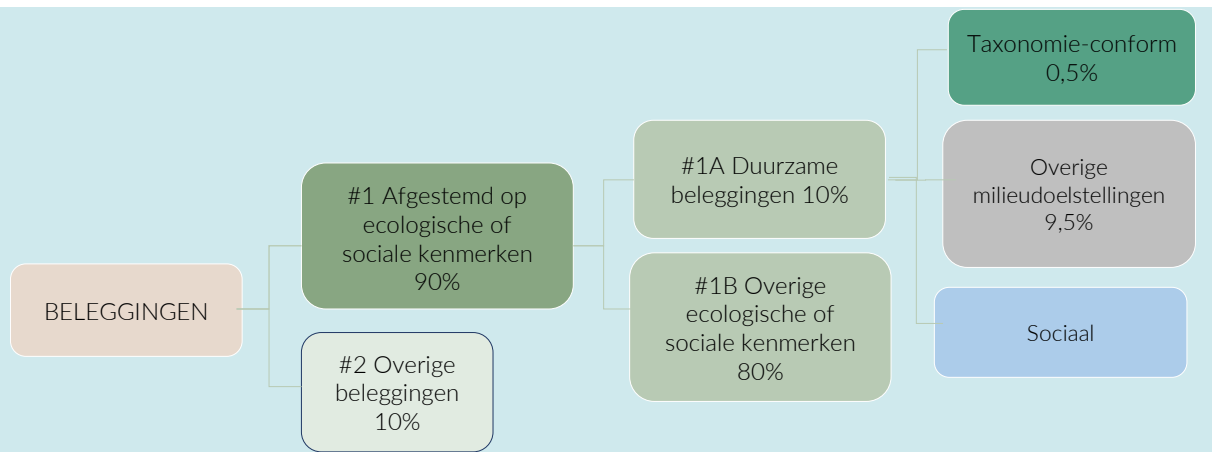 BELEGGINGEN
#1 Afgestemd op
ecologische of
sociale kenmerken
90%
#2 Overige
beleggingen
10%
#1A Duurzame
beleggingen 10%
#1B Overige
ecologische of
sociale kenmerken
80%
Taxonomie-conform
0,5%
Overige
milieudoelstellingen
9,5%
Sociaal